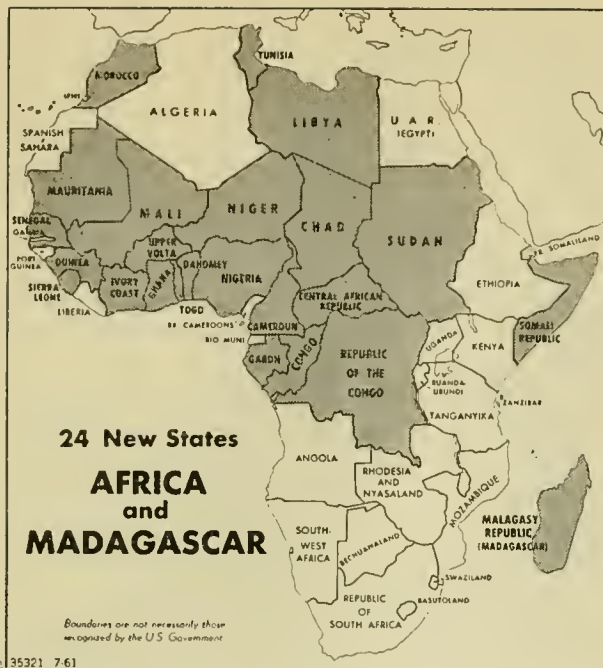 TUNISIA
MOROCCO
IFNI
ALGERIA
LIBYA
U A R
(EGYPT)
SPANISH
SAHARA
MAURITANIA
MALI
NIGER
CHAD
SUDAN
FR. SOMALILAND
SENEGAL
GAMBIA
PORT
GUINEA
GUINEA
UPPER
VOLTA
DAHOMEY
NIGERIA
SIERRA
LEONE
IVORY
COAST
GHANA
LIBERIA
TOGO
BR CAMEROONS
CAMEROUN
CENTRAL AFRICAN
REPUBLIC
ETHIOPIA
SOMALI
REPUBLIC
RIO MUNI
GABON
CONGO
REPUBLIC
OF THE
CONGO
UGANDA
KENYA
RUANDA
URUNDI
ZANZIBAR
TANGANYIKA
24 New States
AFRICA
and
MADAGASCAR
ANGOLA
RHODESIA
AND
NYASALAND
MOZAMBIQUE
MALAGASY
REPUBLIC
(MADAGASCAR)
SOUTH-
WEST
AFRICA
BECHUANALAND
SWAZILAND
BASUTOLAND
REPUBLIC
OF
SOUTH AFRICA
Boundaries are not necessarily those
recognized by the U S Government
35321 7-61